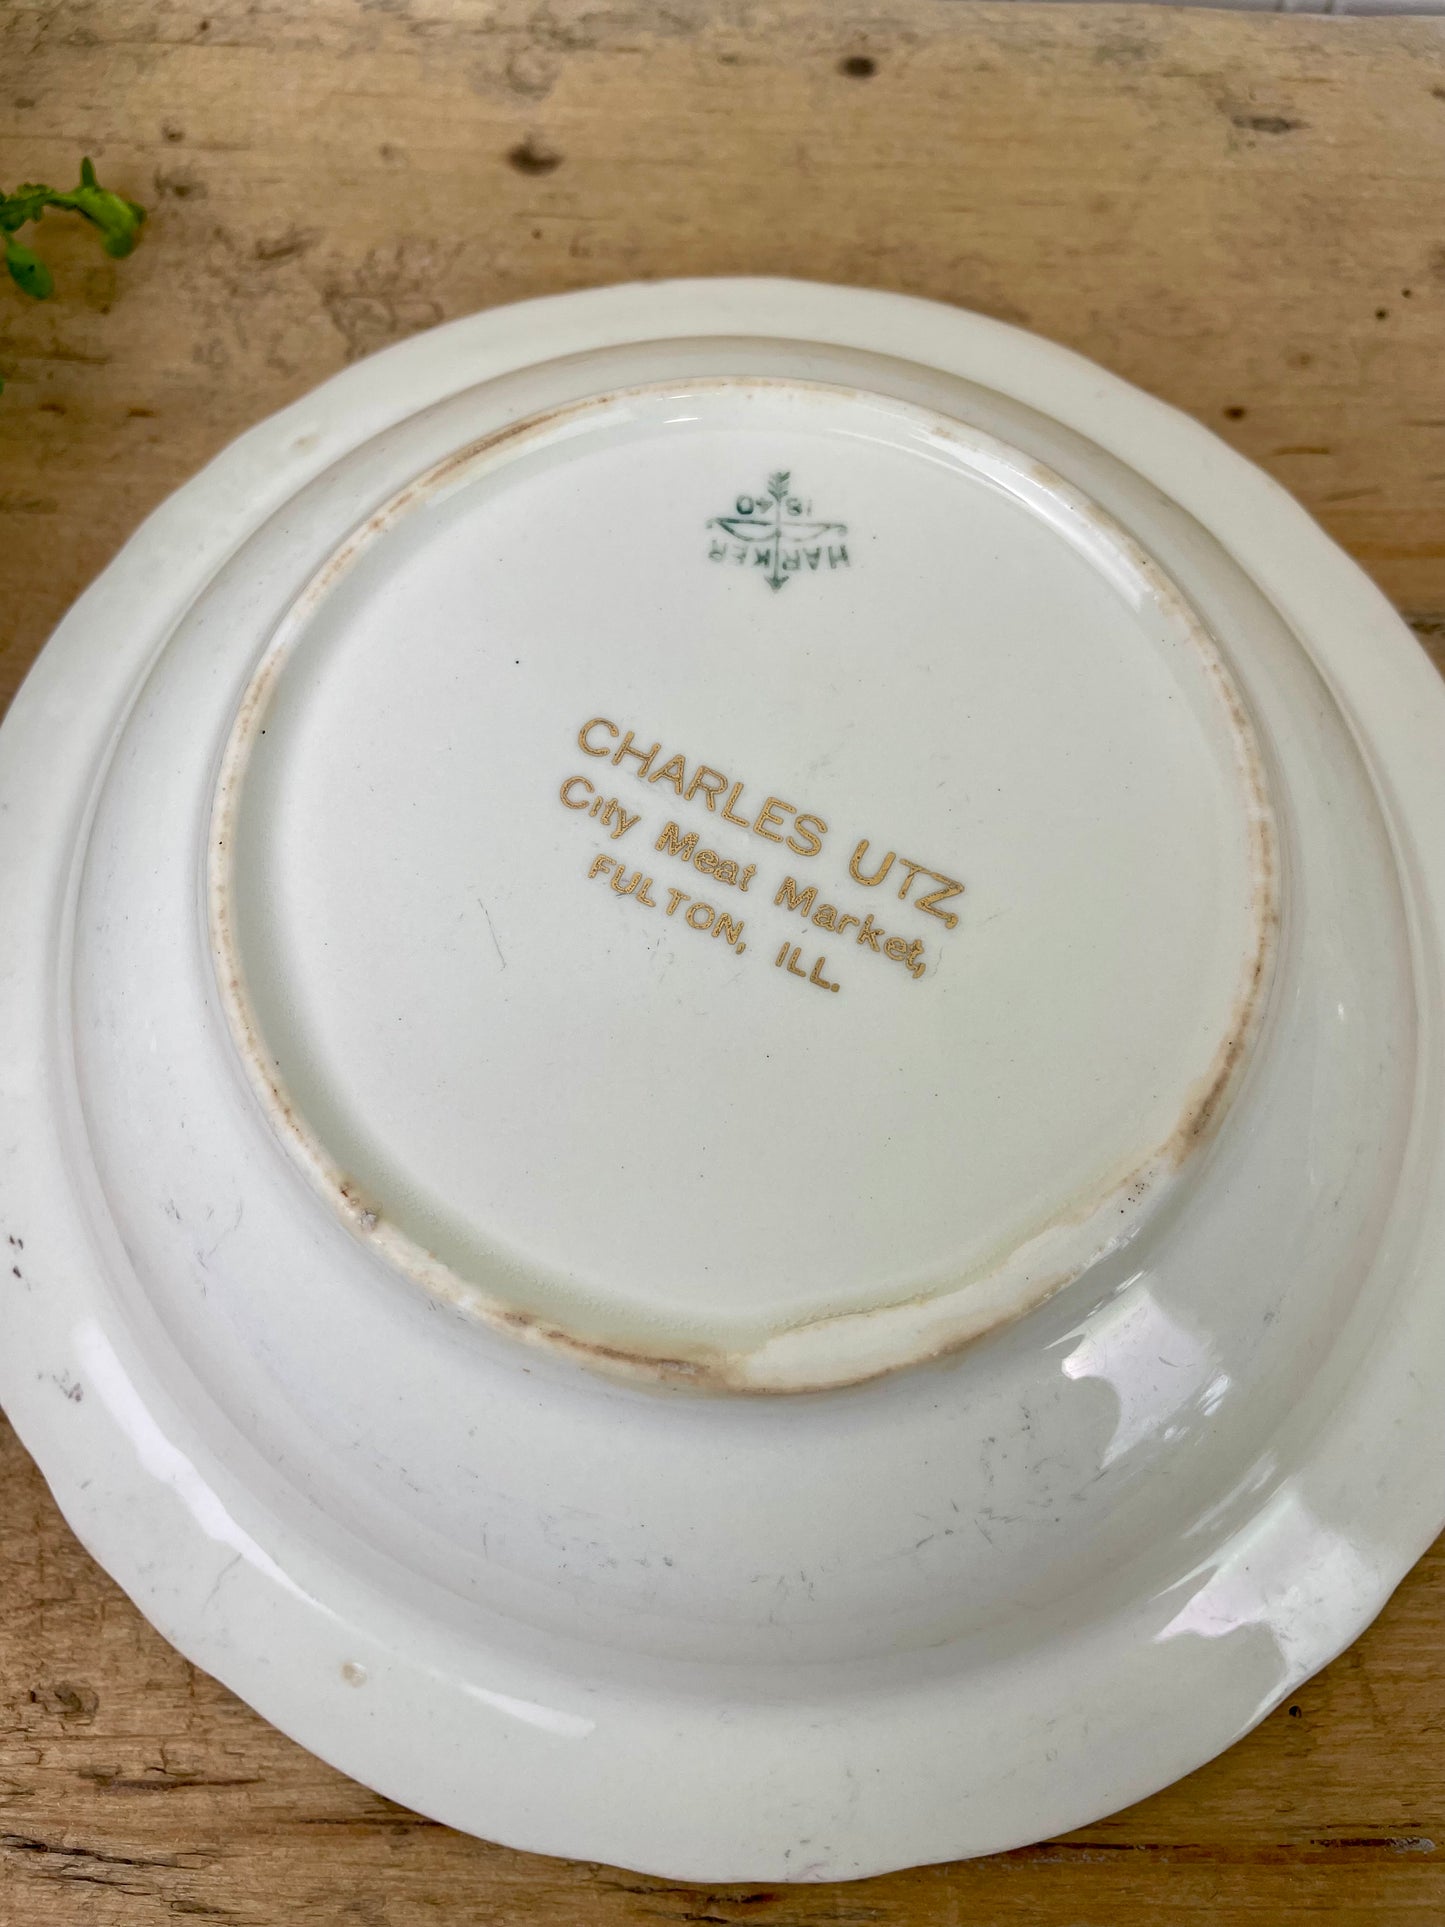 1840
HARKER
CHARLES UTZ,
City Meat Market,
FULTON, ILL.